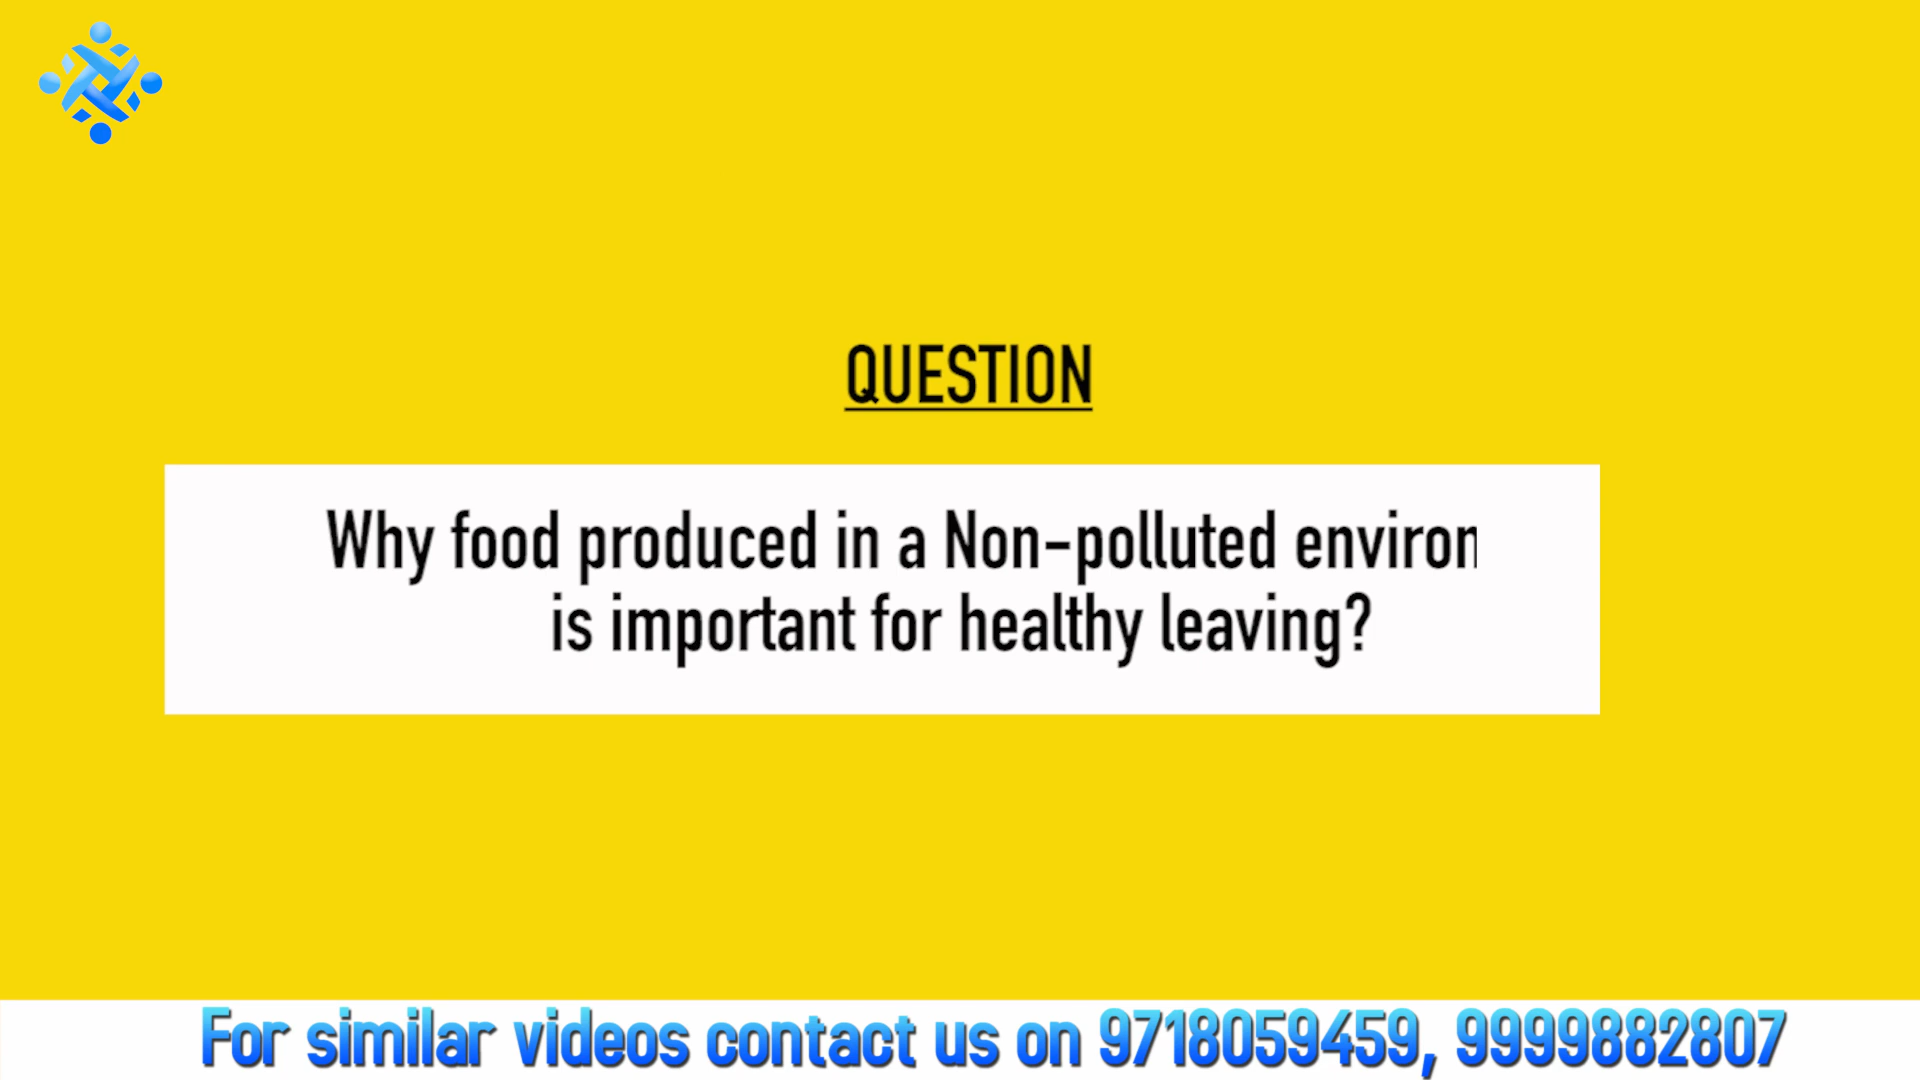 QUESTION
Why food produced in a Non-polluted environ
is important for healthy leaving?
For similar videos contact us on 9718059459, 9999882807